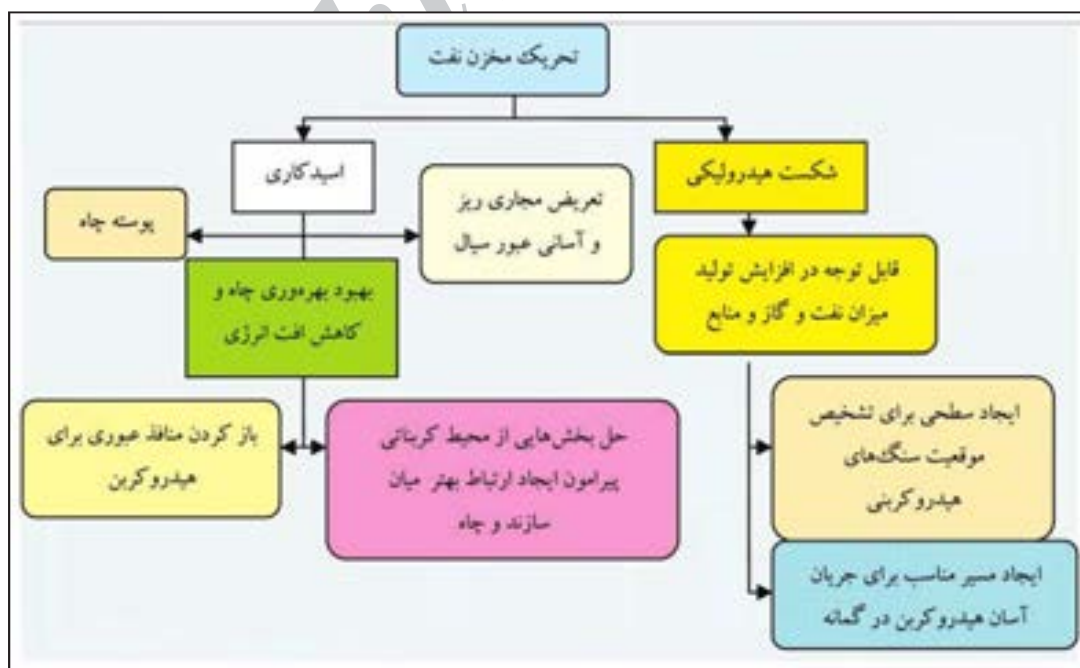 تحریک مخزن نفت
شکست هیدرولیکی
قابل توجه در افزایش تولید
میزان نفت و گاز و منابع
ایجاد سطحی برای تشخیص
موقعیت سنگ‌های
هیدروکربنی
ایجاد مسیر مناسب برای جریان
آسان هیدروکربن در گمانه
اسیدکاری
تعریض مجاری ریز
و آسانی عبور سیال
پوسته چاه
بهبود بهره‌وری چاه و
کاهش افت انرژی
حل بخش‌هایی از محیط کربناتی
پیرامون ایجاد ارتباط بهتر میان
سازند و چاه
باز کردن منافذ عبوری برای
هیدروکربن